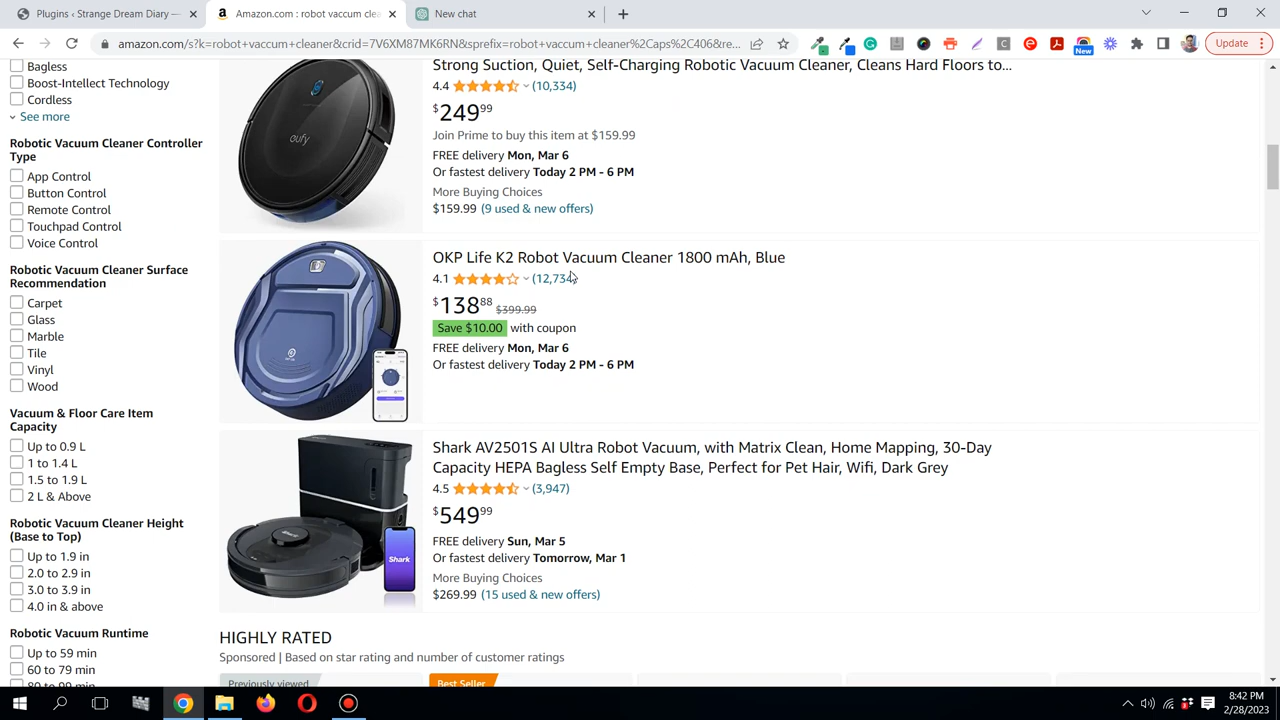 Plugins ‹ Strange Dream Diary —
Amazon.com : robot vaccum clea
New chat
amazon.com/s?k=robot+vaccum+cleaner&crid=7VXXM87MK6RN&sprefix=robot+vaccum+cleane%2Caps%2C406&re...
New
Update
Bagless
Boost-Intellect Technology
Cordless
See more
Robotic Vacuum Cleaner Controller
Type
App Control
Button Control
Remote Control
Touchpad Control
Voice Control
Robotic Vacuum Cleaner Surface
Recommendation
Carpet
Glass
Marble
Tile
Vinyl
Wood
Vacuum & Floor Care Item
Capacity
Up to 0.9 L
1 to 1.4 L
1.5 to 1.9 L
2 L & Above
Robotic Vacuum Cleaner Height
(Base to Top)
Up to 1.9 in
2.0 to 2.9 in
3.0 to 3.9 in
4.0 in & above
Robotic Vacuum Runtime
Up to 59 min
60 to 79 min
80 to 99 min
eufy
Strong Suction, Quiet, Self-Charging Robotic Vacuum Cleaner, Cleans Hard Floors to...
4.4 (10,334)
$249 99
Join Prime to buy this item at $159.99
FREE delivery Mon, Mar 6
Or fastest delivery Today 2 PM - 6 PM
More Buying Choices
$159.99 (9 used & new offers)
OKP Life K2 Robot Vacuum Cleaner 1800 mAh, Blue
4.1 (12,734)
$138 88 $399.99
Save $10.00 with coupon
FREE delivery Mon, Mar 6
Or fastest delivery Today 2 PM - 6 PM
Shark
Shark AV2501S AI Ultra Robot Vacuum, with Matrix Clean, Home Mapping, 30-Day
Capacity HEPA Bagless Self Empty Base, Perfect for Pet Hair, Wifi, Dark Grey
4.5 (3,947)
$549 99
FREE delivery Sun, Mar 5
Or fastest delivery Tomorrow, Mar 1
More Buying Choices
$269.99 (15 used & new offers)
HIGHLY RATED
Sponsored | Based on star rating and number of customer ratings
Previously viewed
Best Seller
8:42 PM
2/28/2023